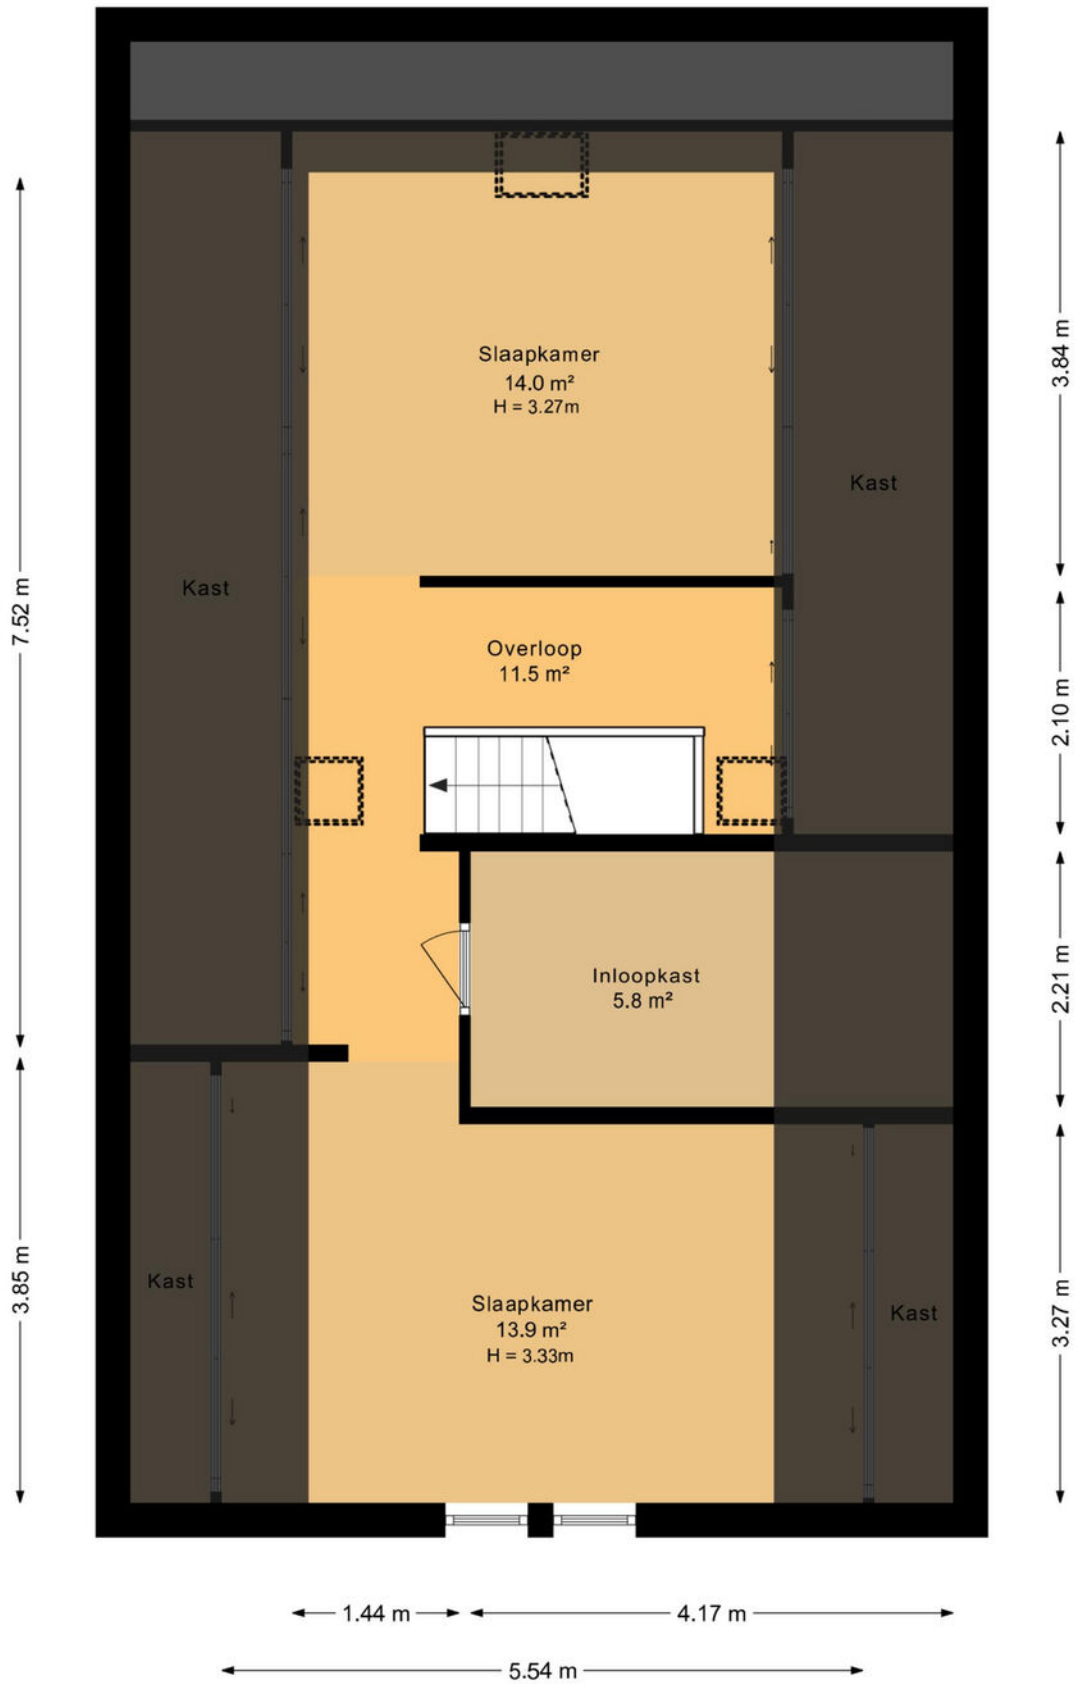 Slaapkamer
14.0 m²
H = 3.27m
3.84 m
Kast
Kast
7.52 m
Overloop
11.5 m²
2.10 m
Inloopkast
5.8 m²
2.21 m
Kast
3.85 m
Slaapkamer
13.9 m²
H = 3.33m
Kast
3.27 m
1.44 m
4.17 m
5.54 m